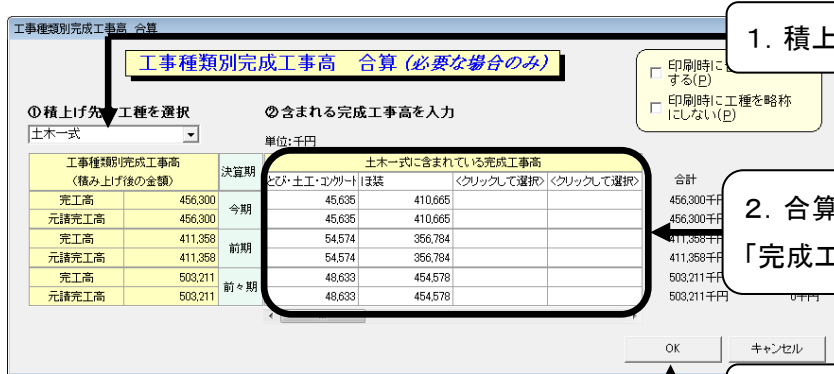 工事種類別完成工事高 合算
1. 積上
工事種類別完成工事高 合算 (必要な場合のみ)
印刷時に
する(P)
印刷時に工種を略称
にしない(P)
①積上げ先 工種を選択
②含まれる完成工事高を入力
土木一式
単位:千円
工事種類別完成工事高
(積み上げ後の金額)
決算期
土木一式に含まれている完成工事高
とび・土工・コンクリート ほ装 <クリックして選択> <クリックして選択> 合計
完工高 456,300 今期 45,635 410,665 456,300千円
元請完工高 456,300 45,635 410,665 456,300千円
完工高 411,358 前期 54,574 356,784 411,358千円
元請完工高 411,358 54,574 356,784 411,358千円
完工高 503,211 前々期 48,633 454,578 503,211千円
元請完工高 503,211 48,633 454,578 503,211千円 0千円
2. 合算
「完成工
OK キャンセル